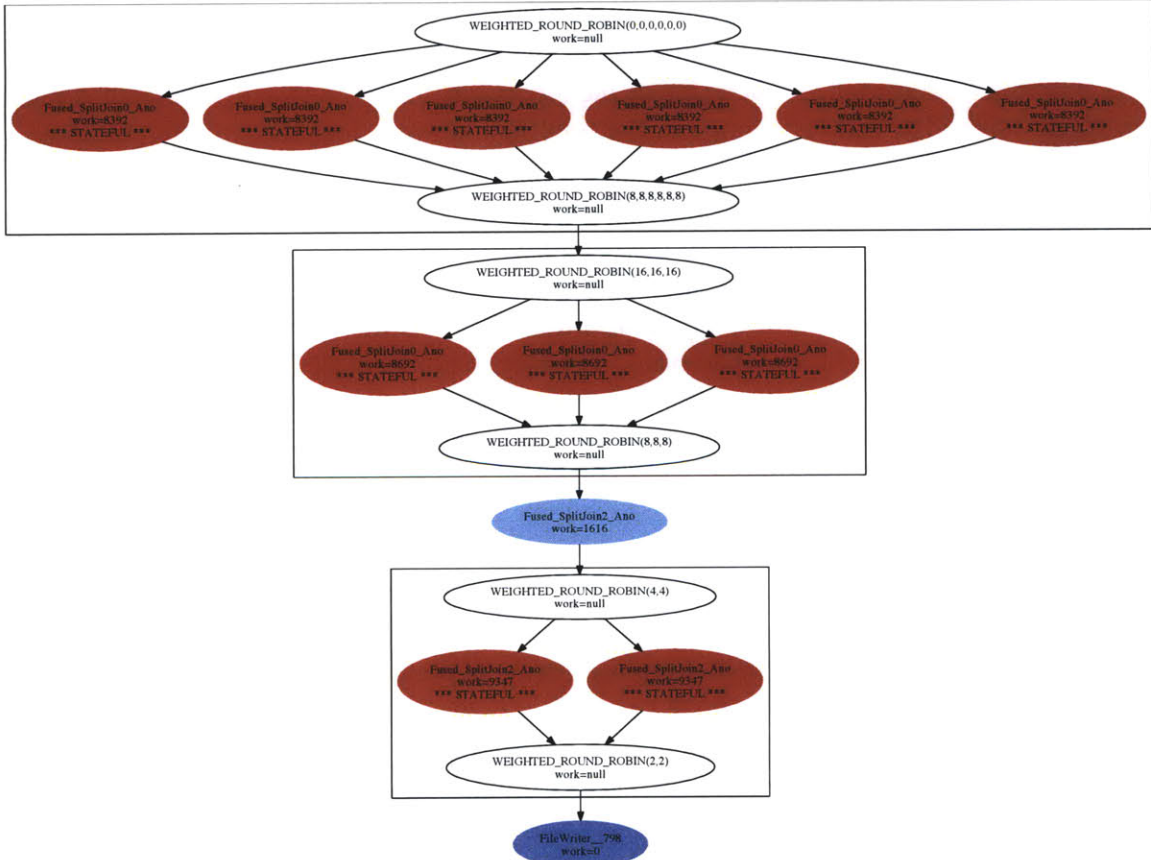 WEIGHTED_ROUND_ROBIN(0,0,0,0,0,0)
work=null
Fused_SplitJoin0_Ano
work=8392
*** STATEFUL ***
Fused_SplitJoin0_Ano
work=8392
*** STATEFUL ***
Fused_SplitJoin0_Ano
work=8392
*** STATEFUL ***
Fused_SplitJoin0_Ano
work=8392
*** STATEFUL ***
Fused_SplitJoin0_Ano
work=8392
*** STATEFUL ***
Fused_SplitJoin0_Ano
work=8392
*** STATEFUL ***
WEIGHTED_ROUND_ROBIN(8,8,8,8,8,8)
work=null
WEIGHTED_ROUND_ROBIN(16,16,16)
work=null
Fused_SplitJoin0_Ano
work=8692
*** STATEFUL ***
Fused_SplitJoin0_Ano
work=8692
*** STATEFUL ***
Fused_SplitJoin0_Ano
work=8692
*** STATEFUL ***
WEIGHTED_ROUND_ROBIN(8,8,8)
work=null
Fused_SplitJoin2_Ano
work=1616
WEIGHTED_ROUND_ROBIN(4,4)
work=null
Fused_SplitJoin2_Ano
work=9347
*** STATEFUL ***
Fused_SplitJoin2_Ano
work=9347
*** STATEFUL ***
WEIGHTED_ROUND_ROBIN(2,2)
work=null
FileWriter__798
work=0